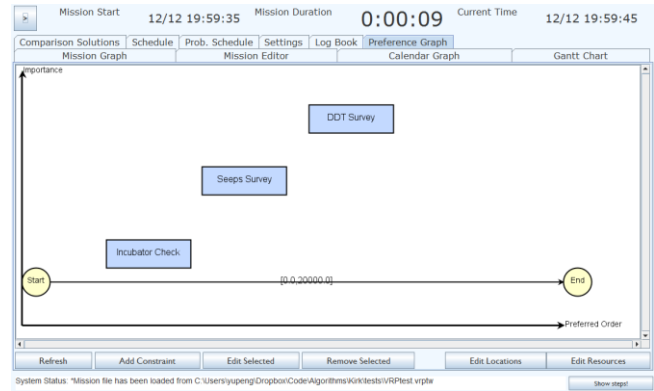 Mission Start 12/12 19:59:35 Mission Duration 0:00:09 Current Time 12/12 19:59:45
Comparison Solutions Schedule Prob. Schedule Settings Log Book Preference Graph
Mission Graph Mission Editor Calendar Graph Gantt Chart
Importance
DDT Survey
Seeps Survey
Incubator Check
Start [0.0,20000.0] End
Preferred Order
Refresh Add Constraint Edit Selected Remove Selected Edit Locations Edit Resources
System Status: "Mission file has been loaded from C:\Users\yupeng\Dropbox\Code\Algorithms\Kirk\tests\VRPtest.vrptw Show steps!